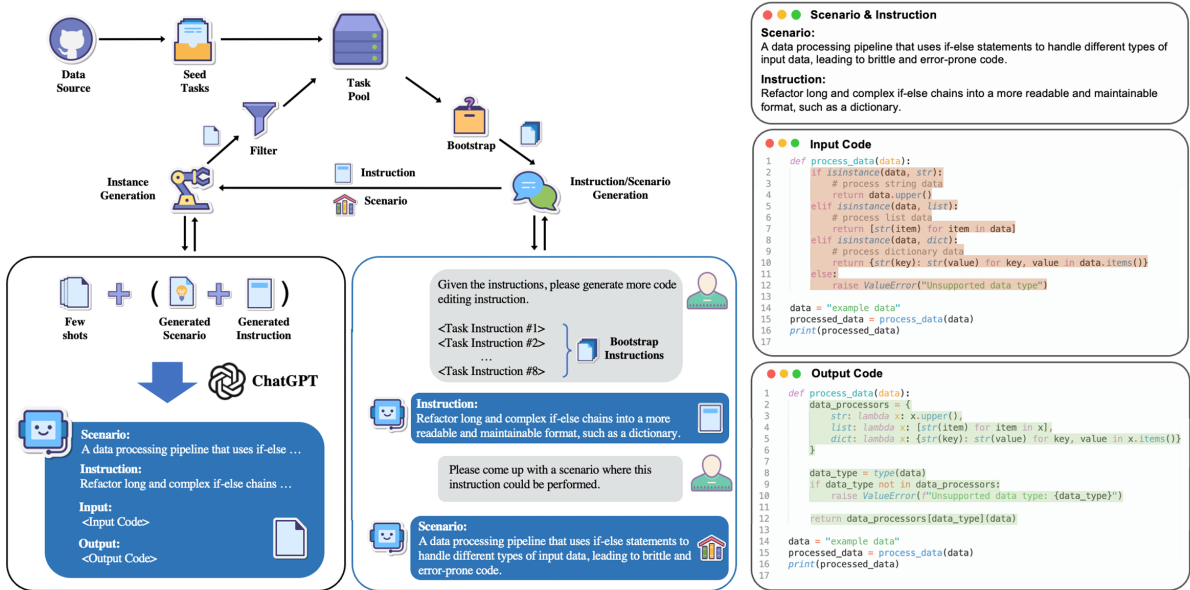 Data
Source
Seed
Tasks
Task
Pool
Filter
Bootstrap
Instance
Generation
Instruction
Scenario
Instruction/Scenario
Generation
Few
shots
Generated
Scenario
Generated
Instruction
ChatGPT
Scenario:
A data processing pipeline that uses if-else …
Instruction:
Refactor long and complex if-else chains …
Input:
<Input Code>
Output:
<Output Code>
Given the instructions, please generate more code
editing instruction.
<Task Instruction #1>
<Task Instruction #2>
…
<Task Instruction #8>
Bootstrap
Instructions
Instruction:
Refactor long and complex if-else chains into a more
readable and maintainable format, such as a dictionary.
Please come up with a scenario where this
instruction could be performed.
Scenario:
A data processing pipeline that uses if-else statements to
handle different types of input data, leading to brittle and
error-prone code.
Scenario & Instruction
Scenario:
A data processing pipeline that uses if-else statements to handle different types of
input data, leading to brittle and error-prone code.
Instruction:
Refactor long and complex if-else chains into a more readable and maintainable
format, such as a dictionary.
Input Code
1 def process_data(data):
2 if isinstance(data, str):
3 # process string data
4 return data.upper()
5 elif isinstance(data, list):
6 # process list data
7 return [str(item) for item in data]
8 elif isinstance(data, dict):
9 # process dictionary data
10 return {str(key): str(value) for key, value in data.items()}
11 else:
12 raise ValueError("Unsupported data type")
13
14 data = "example data"
15 processed_data = process_data(data)
16 print(processed_data)
17
Output Code
1 def process_data(data):
2 data_processors = {
3 str: lambda x: x.upper(),
4 list: lambda x: [str(item) for item in x],
5 dict: lambda x: {str(key): str(value) for key, value in x.items()}
6 }
7
8 data_type = type(data)
9 if data_type not in data_processors:
10 raise ValueError(f"Unsupported data type: {data_type}")
11
12 return data_processors[data_type](data)
13
14 data = "example data"
15 processed_data = process_data(data)
16 print(processed_data)
17